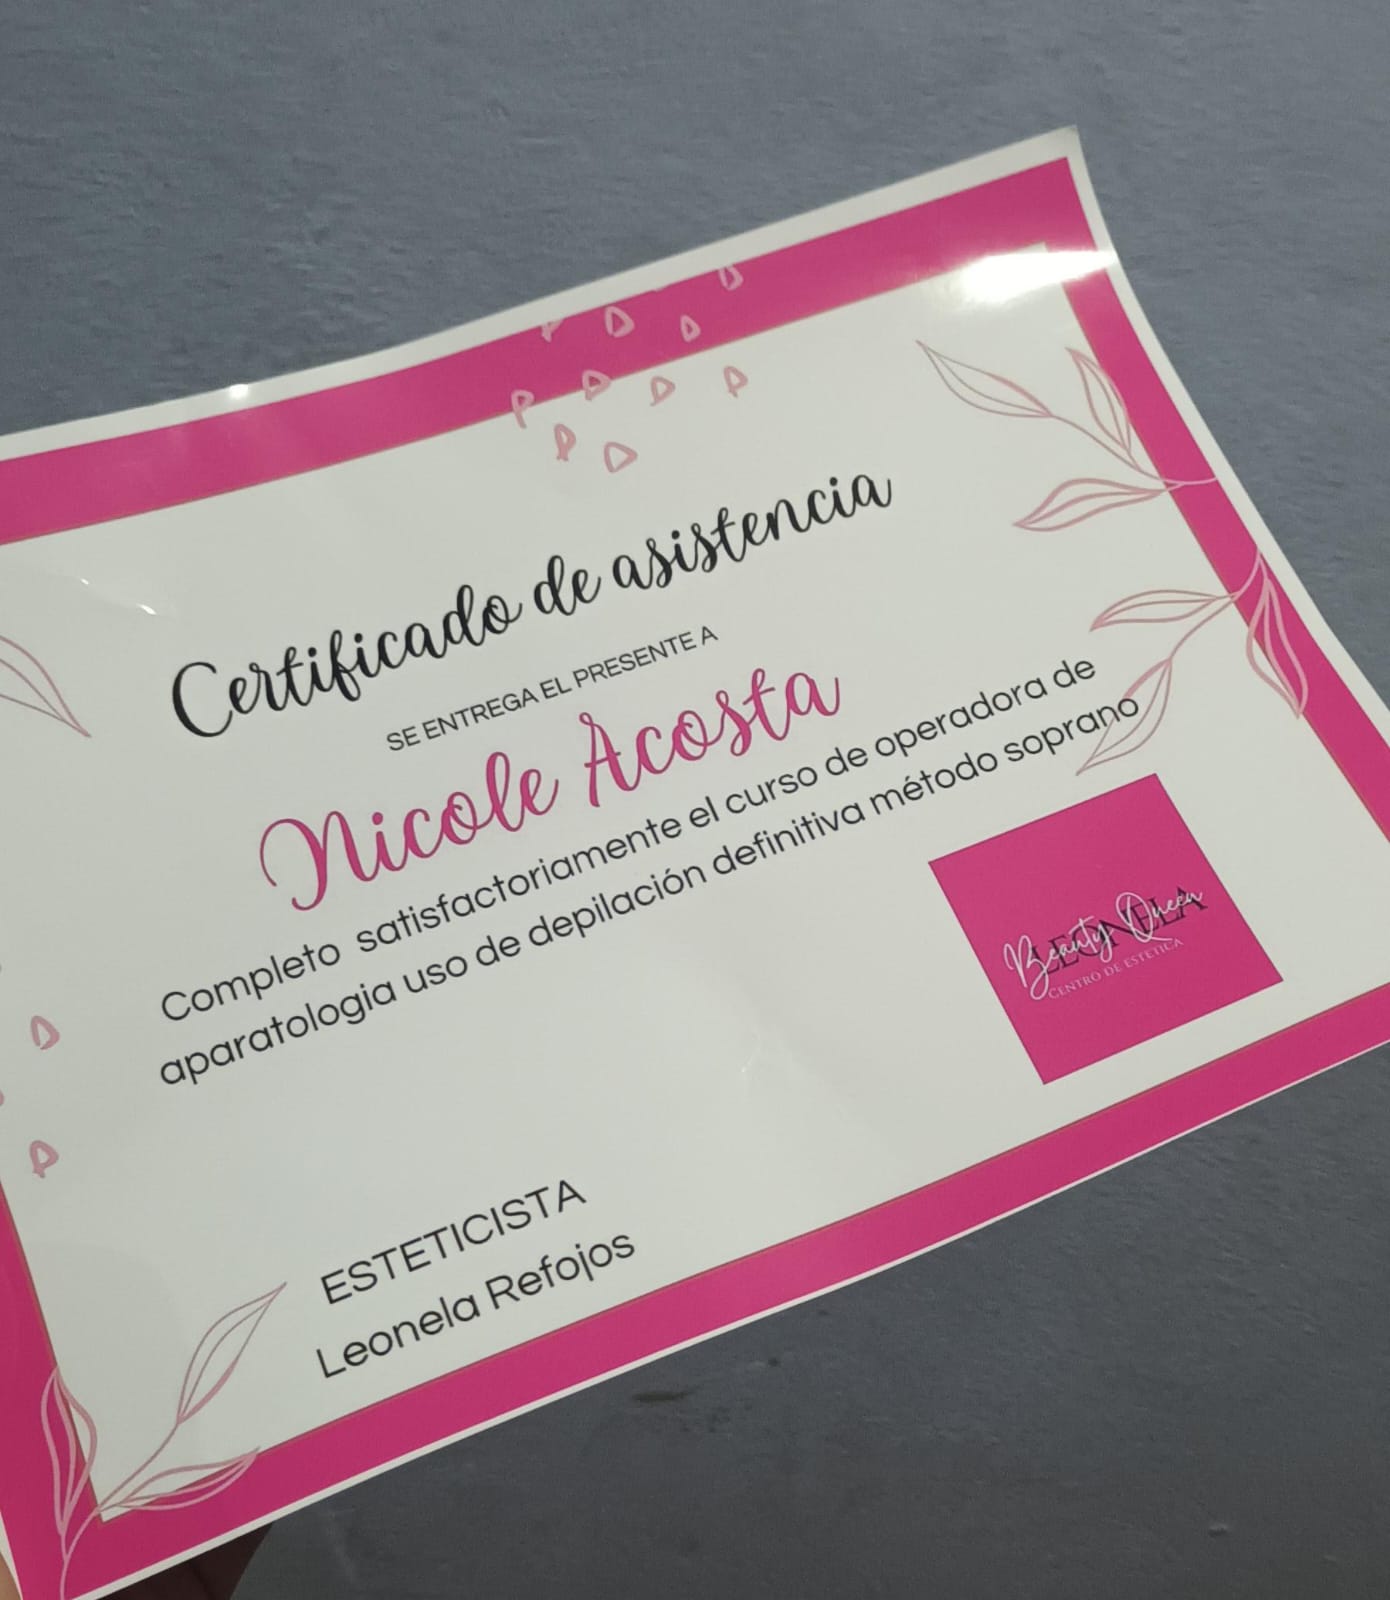 Certificado de asistencia
SE ENTREGA EL PRESENTE A
Nicole Acosta
Completo satisfactoriamente el curso de operadora de
aparatologia uso de depilación definitiva método soprano
LEONELA
Beauty Queen
CENTRO DE ESTETICA
ESTETICISTA
Leonela Refojos